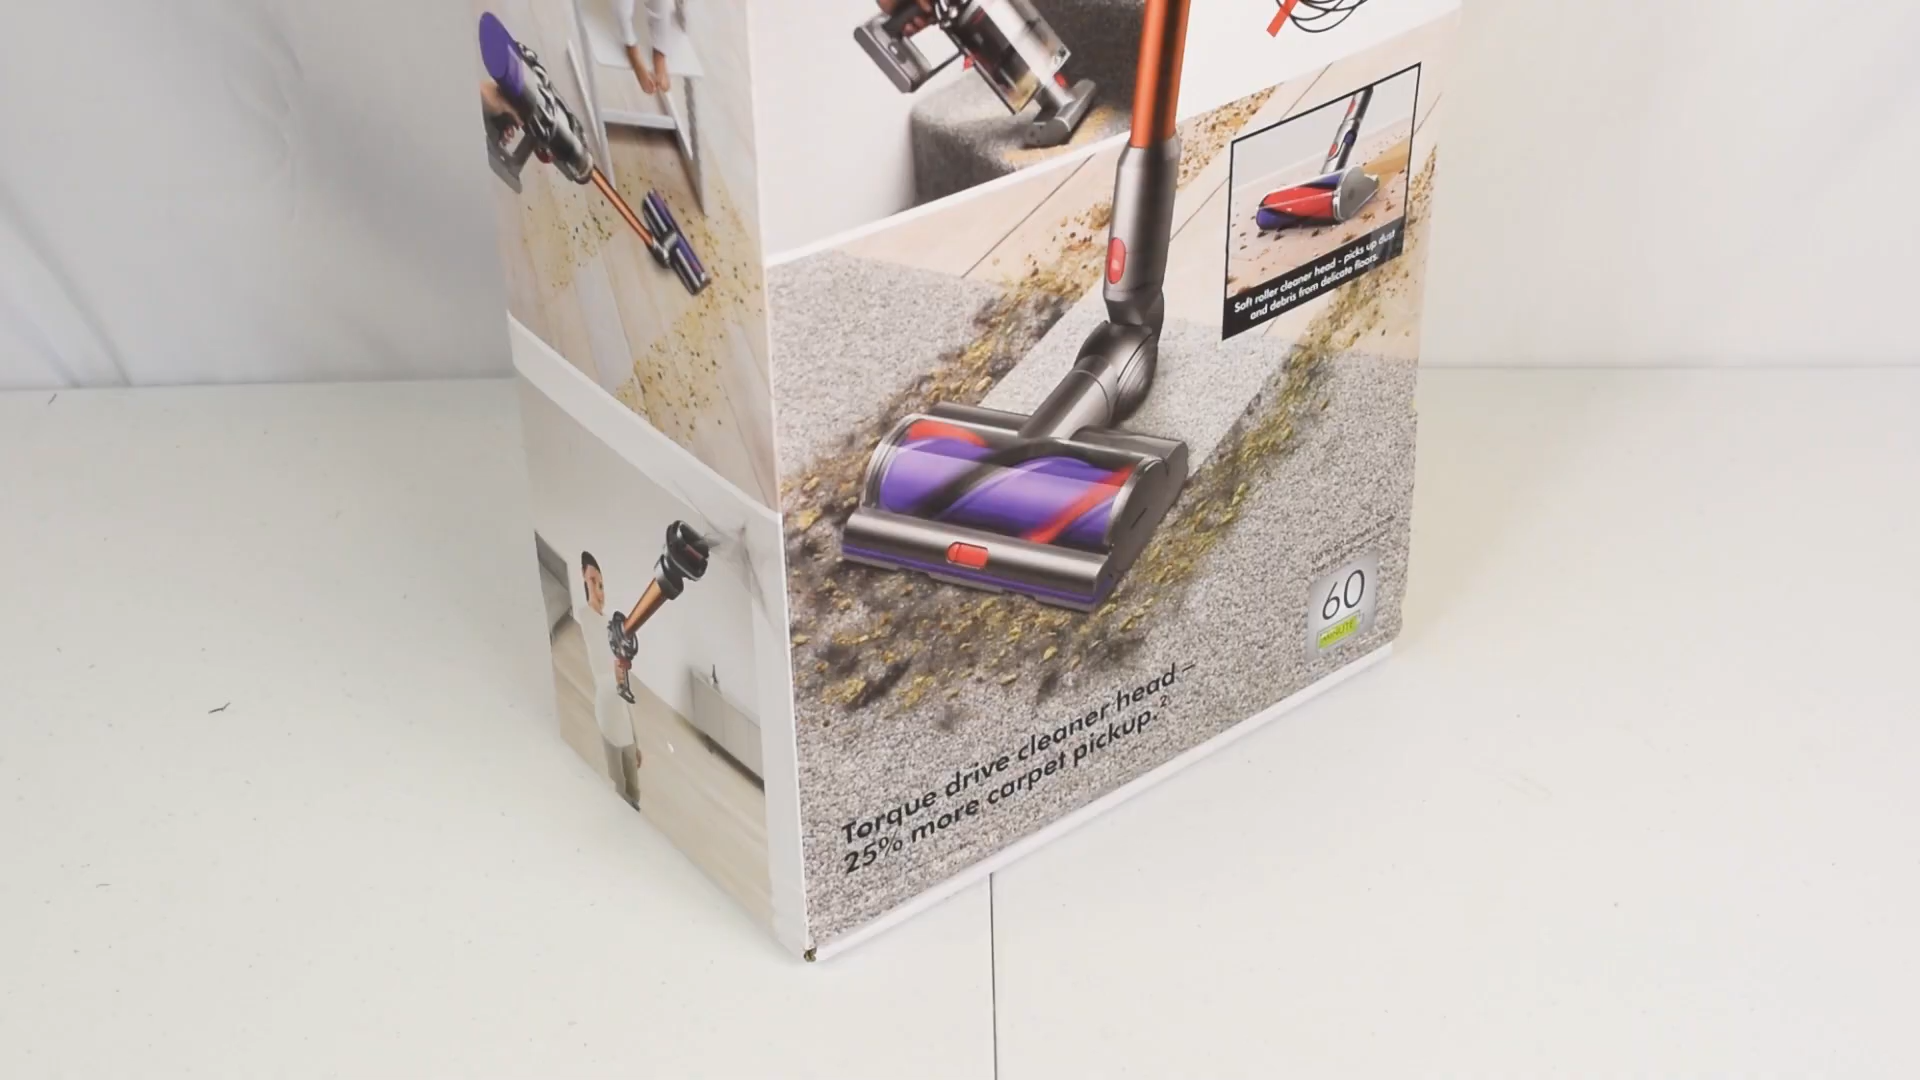 Soft roller cleaner head - picks up dust
and debris from delicate floors.
60
MINUTE
Torque drive cleaner head –
25% more carpet pickup.²